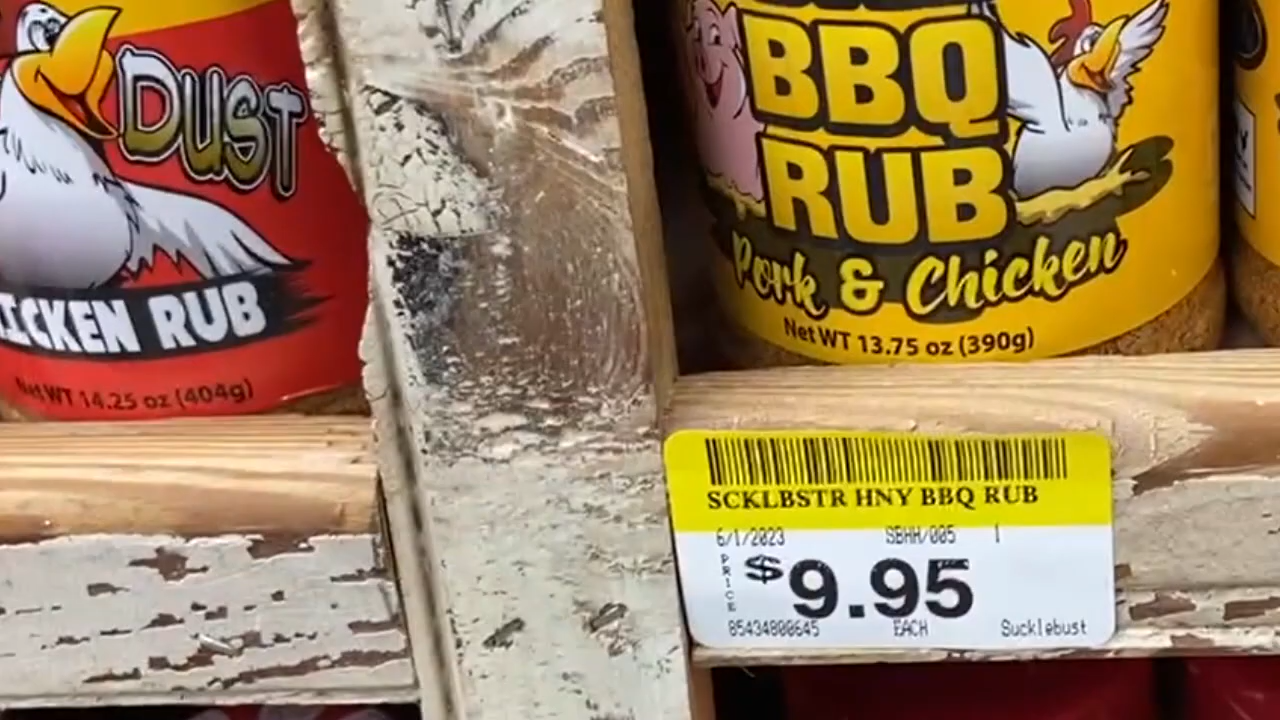 DUST
ICKEN RUB
Net WT 14.25 oz (404g)
BBQ
RUB
Pork & Chicken
Net WT 13.75 oz (390g)
SCKLBSTR HNY BBQ RUB
6/1/2023 SBHH/005 1
PRICE
$9.95
85434800645 EACH Sucklebust